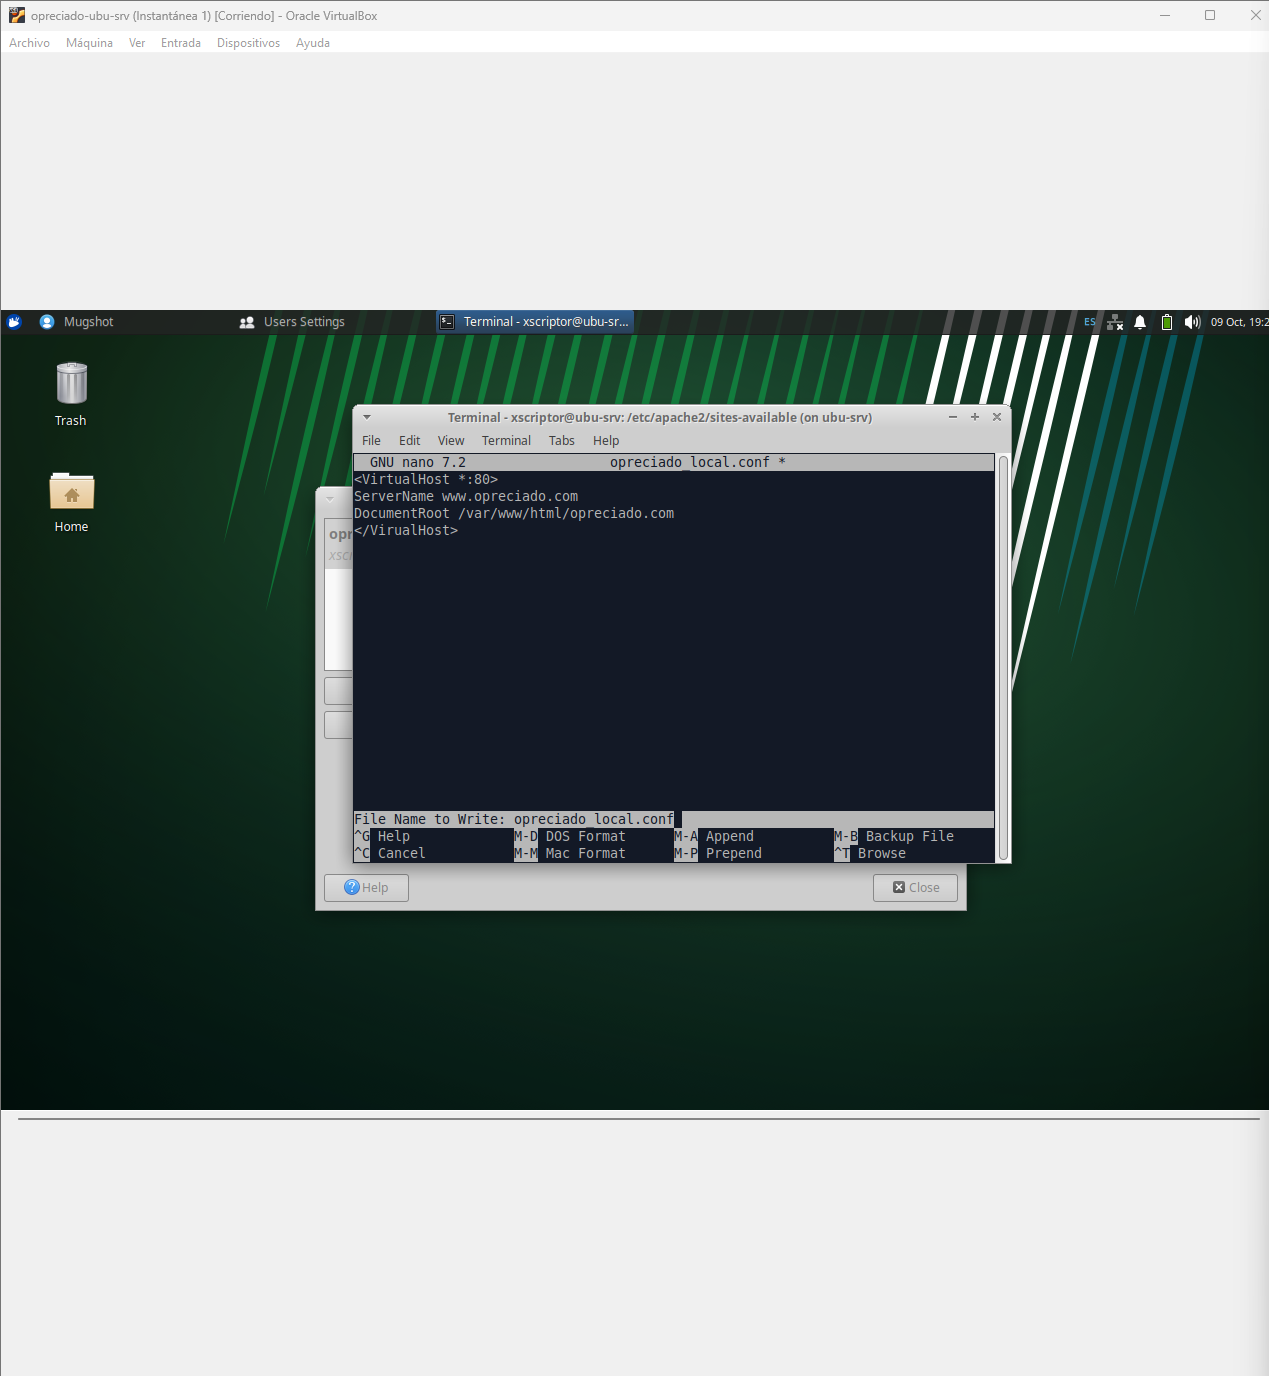 opreciado-ubu-srv (Instantánea 1) [Corriendo] - Oracle VirtualBox
Archivo Máquina Ver Entrada Dispositivos Ayuda
Mugshot Users Settings Terminal - xscriptor@ubu-sr... ES 09 Oct, 19:2
Trash
Home
Terminal - xscriptor@ubu-srv: /etc/apache2/sites-available (on ubu-srv)
File Edit View Terminal Tabs Help
GNU nano 7.2 opreciado_local.conf *
<VirtualHost *:80>
ServerName www.opreciado.com
DocumentRoot /var/www/html/opreciado.com
</VirualHost>
opr
xscr
File Name to Write: opreciado_local.conf
^G Help M-D DOS Format M-A Append M-B Backup File
^C Cancel M-M Mac Format M-P Prepend ^T Browse
Help Close